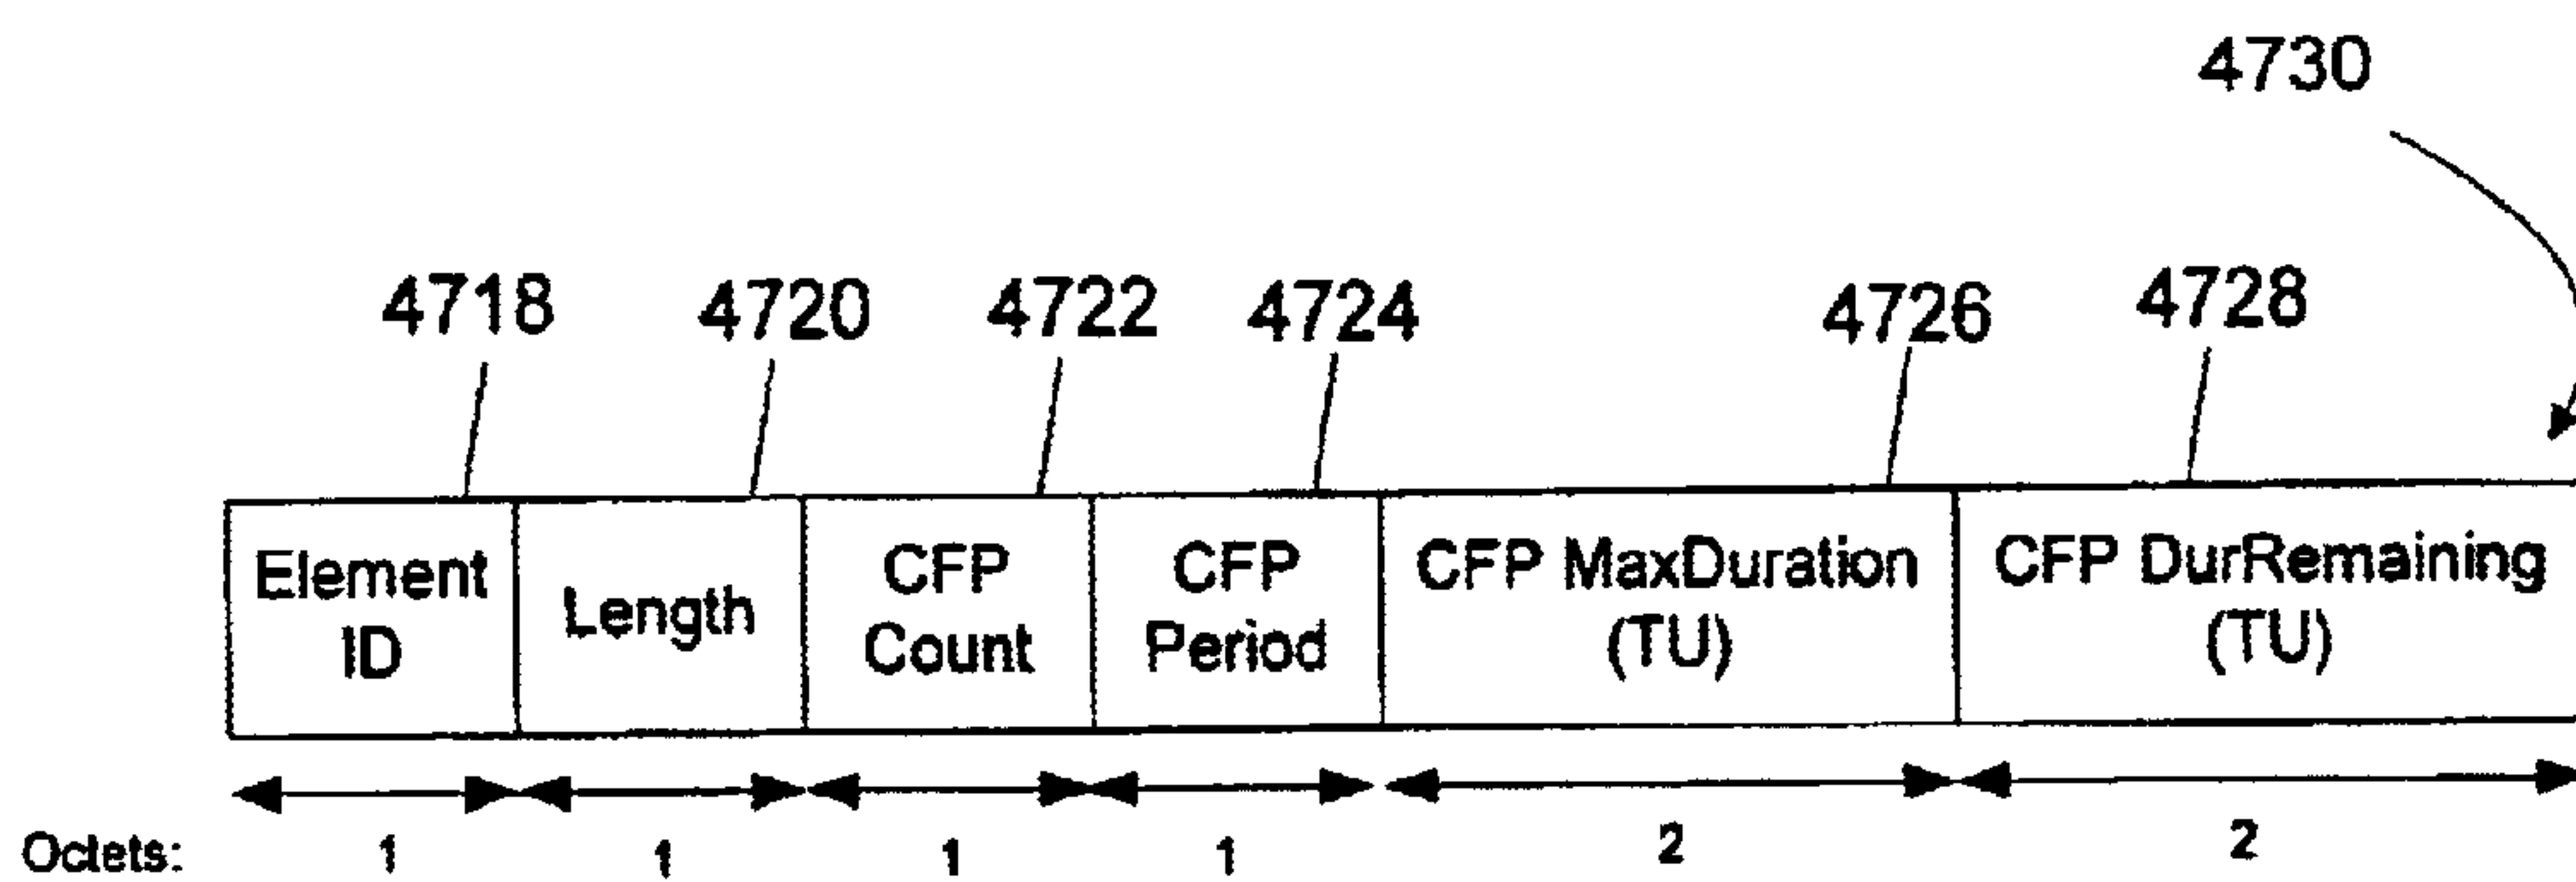 4730
4718 4720 4722 4724 4726 4728
Element
ID
Length
CFP
Count
CFP
Period
CFP MaxDuration
(TU)
CFP DurRemaining
(TU)
Octets: 1 1 1 1 2 2